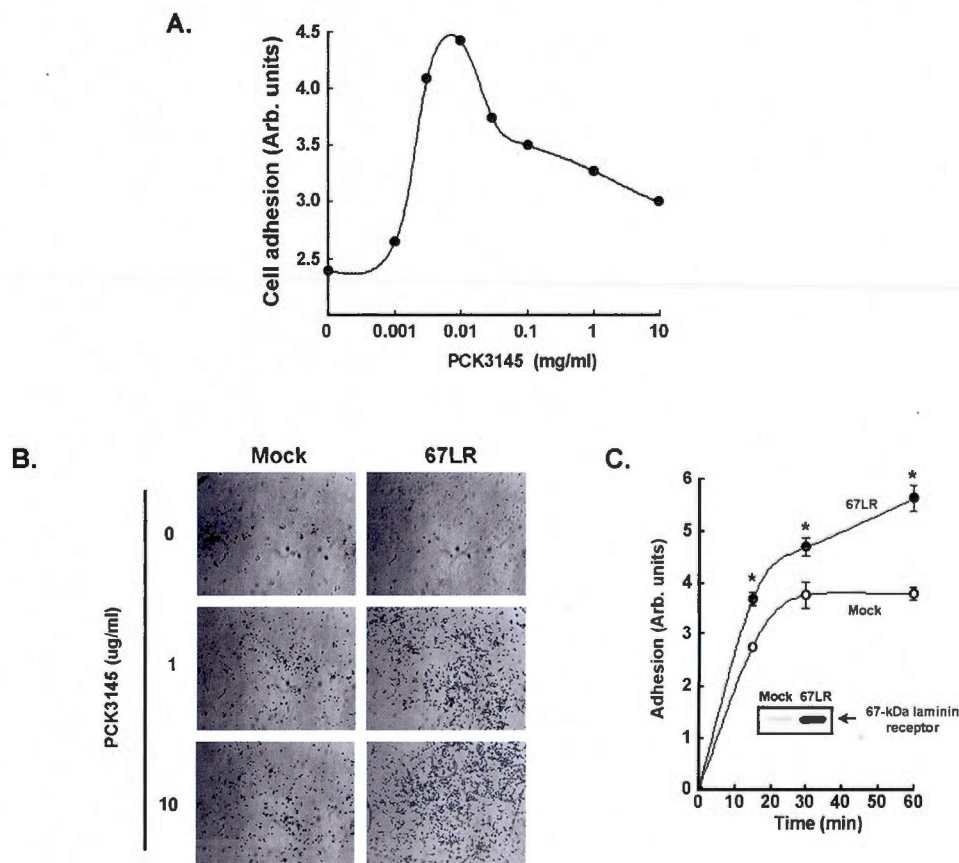 A.
Cell adhesion (Arb. units)
4.5
4.0
3.5
3.0
2.5
0 0.001 0.01 0.1 1 10
PCK3145 (mg/ml)
B.
Mock 67LR
PCK3145 (ug/ml)
0
1
10
C.
Adhesion (Arb. units)
6
5
4
3
2
1
0
* * *
67LR
Mock
Mock 67LR
67-kDa laminin
receptor
0 10 20 30 40 50 60
Time (min)